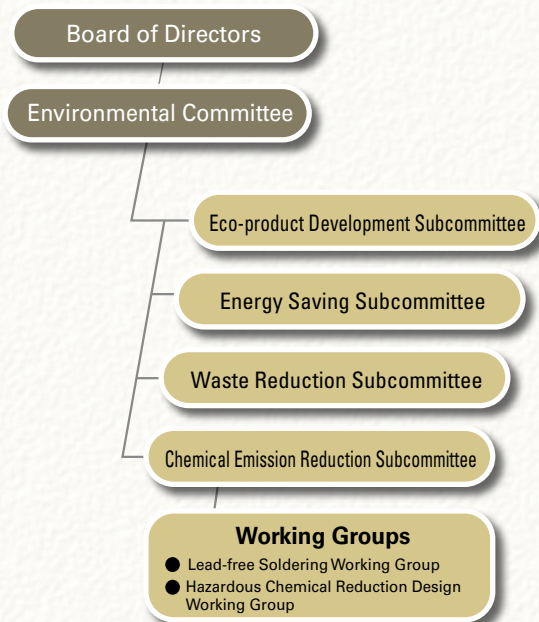 Board of Directors
Environmental Committee
Eco-product Development Subcommittee
Energy Saving Subcommittee
Waste Reduction Subcommittee
Chemical Emission Reduction Subcommittee
Working Groups
● Lead-free Soldering Working Group
● Hazardous Chemical Reduction Design
Working Group